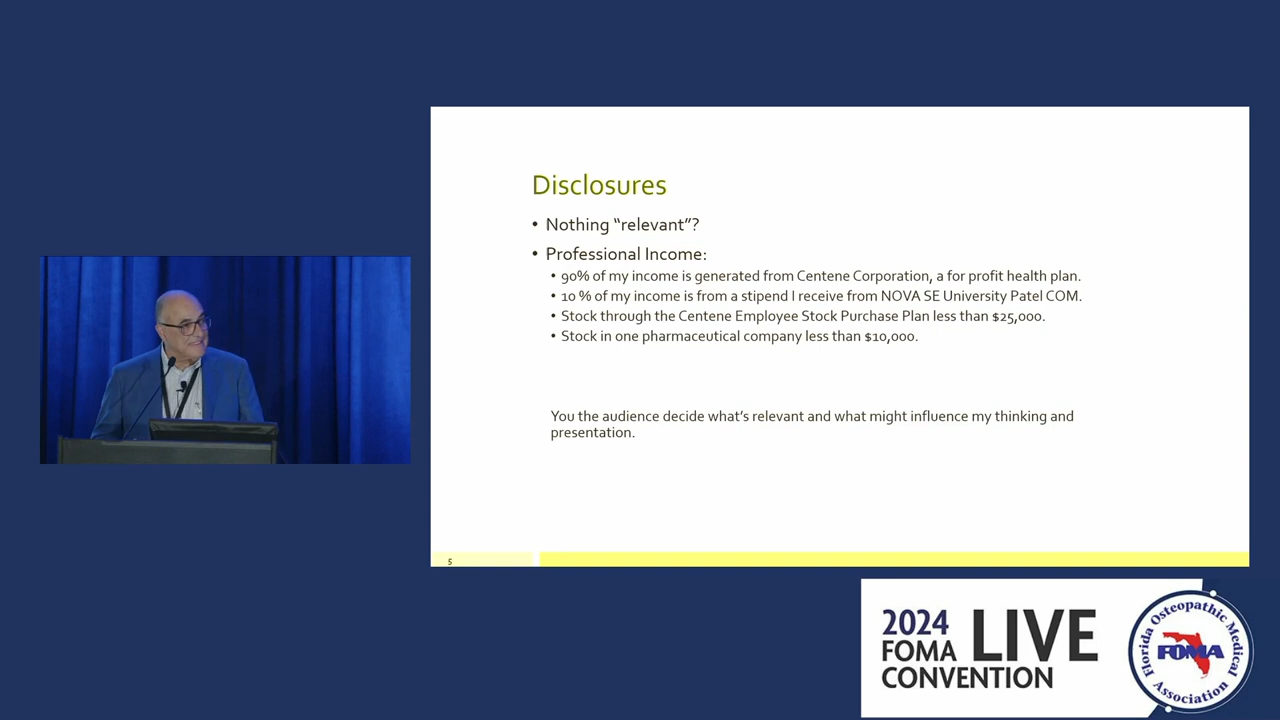 Disclosures
• Nothing “relevant”?
• Professional Income:
• 90% of my income is generated from Centene Corporation, a for profit health plan.
• 10 % of my income is from a stipend I receive from NOVA SE University Patel COM.
• Stock through the Centene Employee Stock Purchase Plan less than $25,000.
• Stock in one pharmaceutical company less than $10,000.
You the audience decide what’s relevant and what might influence my thinking and
presentation.
5
2024
FOMA
CONVENTION
LIVE
Florida Osteopathic Medical
FOMA
Association